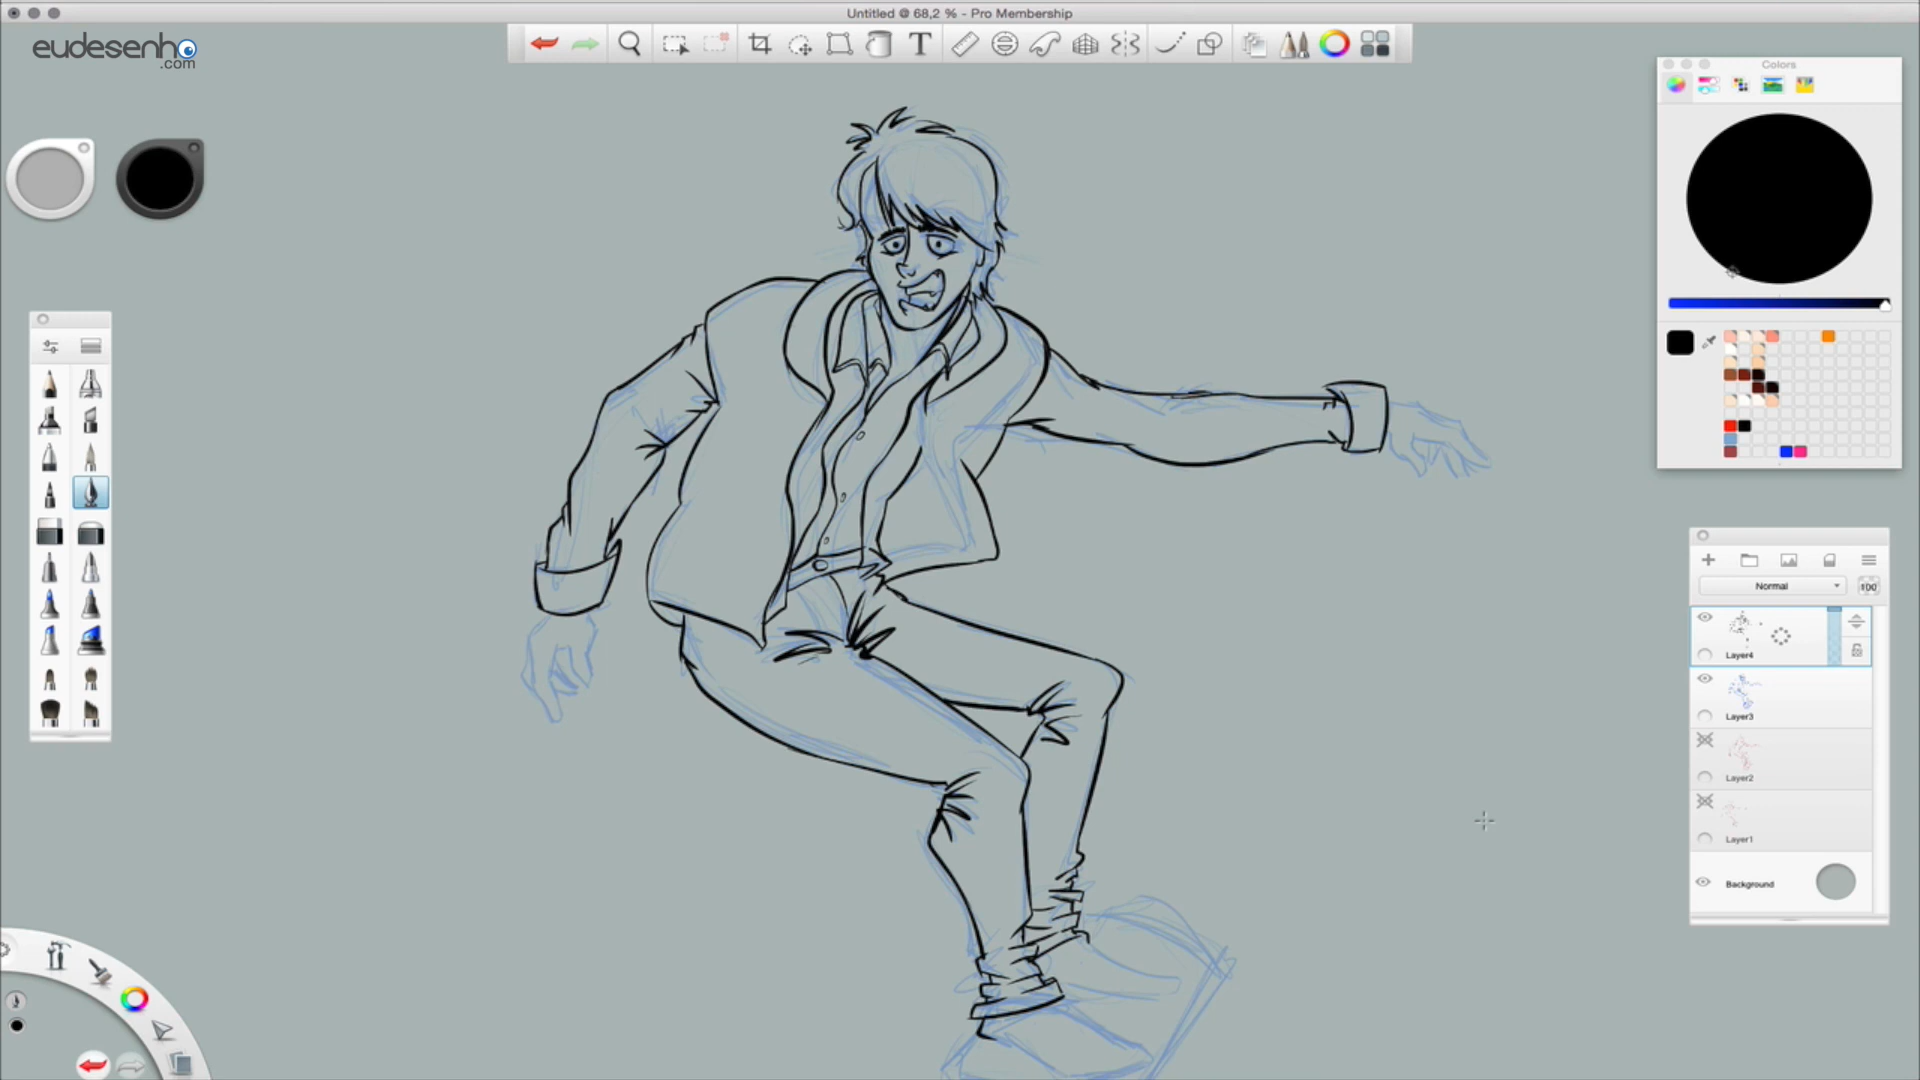 Untitled @ 68,2 % - Pro Membership
eudesenho
.com
T
Colors
Normal
100
Layer4
Layer3
Layer2
Layer1
Background